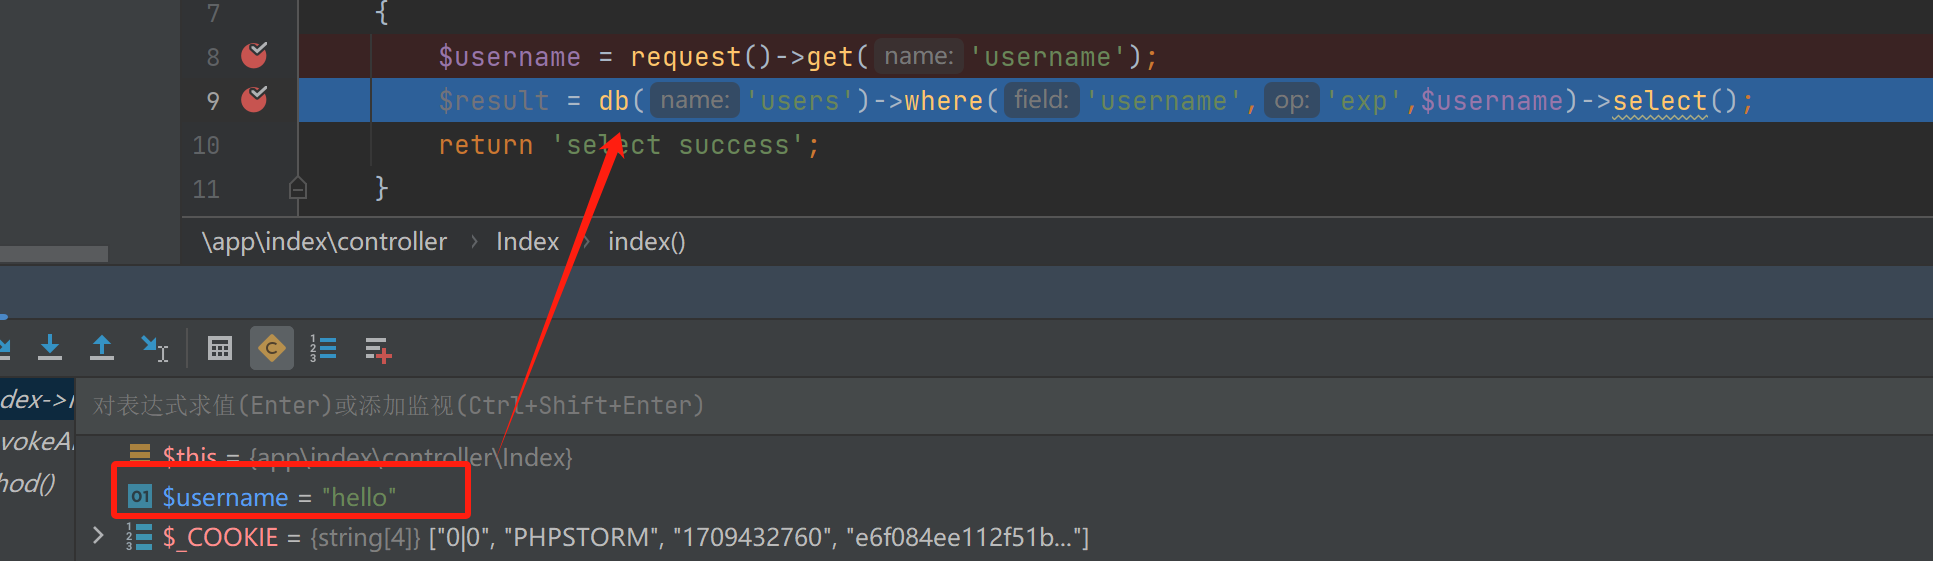 7 {
8 $username = request()->get( name: 'username');
9 $result = db( name: 'users')->where( field: 'username', op: 'exp',$username)->select();
10 return 'select success';
11 }
\app\index\controller › Index › index()
对表达式求值(Enter)或添加监视(Ctrl+Shift+Enter)
dex->
vokeA
hod()
$this = {app\index\controller\Index}
01 $username = "hello"
$_COOKIE = {string[4]} ["0|0", "PHPSTORM", "1709432760", "e6f084ee112f51b..."]